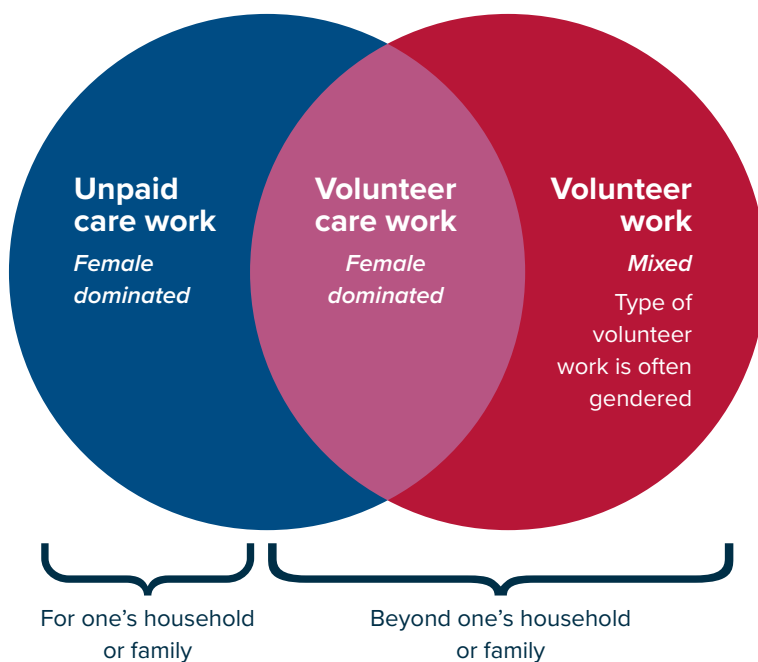 Unpaid
care work
Female
dominated
Volunteer
care work
Female
dominated
Volunteer
work
Mixed
Type of
volunteer
work is often
gendered
For one’s household
or family
Beyond one’s household
or family